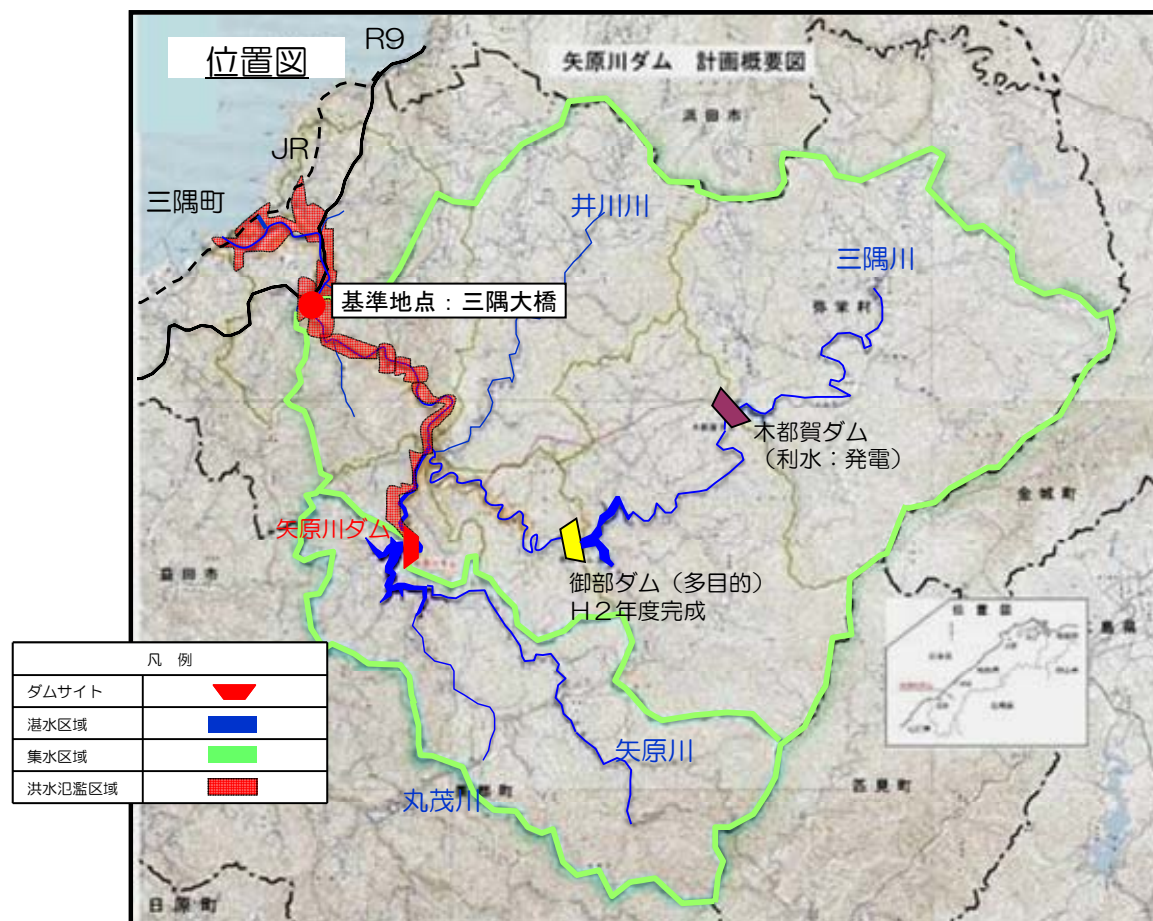 位置図
R9
矢原川ダム 計画概要図
浜田市
JR
三隅町
井川川
三隅川
弥栄村
基準地点：三隅大橋
木都賀ダム
（利水：発電）
金城町
矢原川ダム
益田市
御部ダム（多目的）
H2年度完成
位置図
島県
凡 例
ダムサイト
湛水区域
集水区域
洪水氾濫区域
矢原川
丸茂川
都町
匹見町
日原町